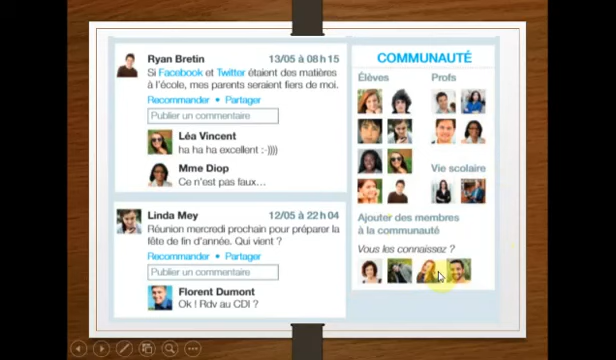 Ryan Bretin 13/05 à 08 h 15
Si Facebook et Twitter étaient des matières
à l'école, mes parents seraient fiers de moi.
Recommander • Partager
Publier un commentaire
Léa Vincent
ha ha ha excellent :-))))
Mme Diop
Ce n'est pas faux...
Linda Mey 12/05 à 22 h 04
Réunion mercredi prochain pour préparer la
fête de fin d'année. Qui vient ?
Recommander • Partager
Publier un commentaire
Florent Dumont
Ok ! Rdv au CDI ?
COMMUNAUTÉ
Élèves Profs
Vie scolaire
Ajouter des membres
à la communauté
Vous les connaissez ?